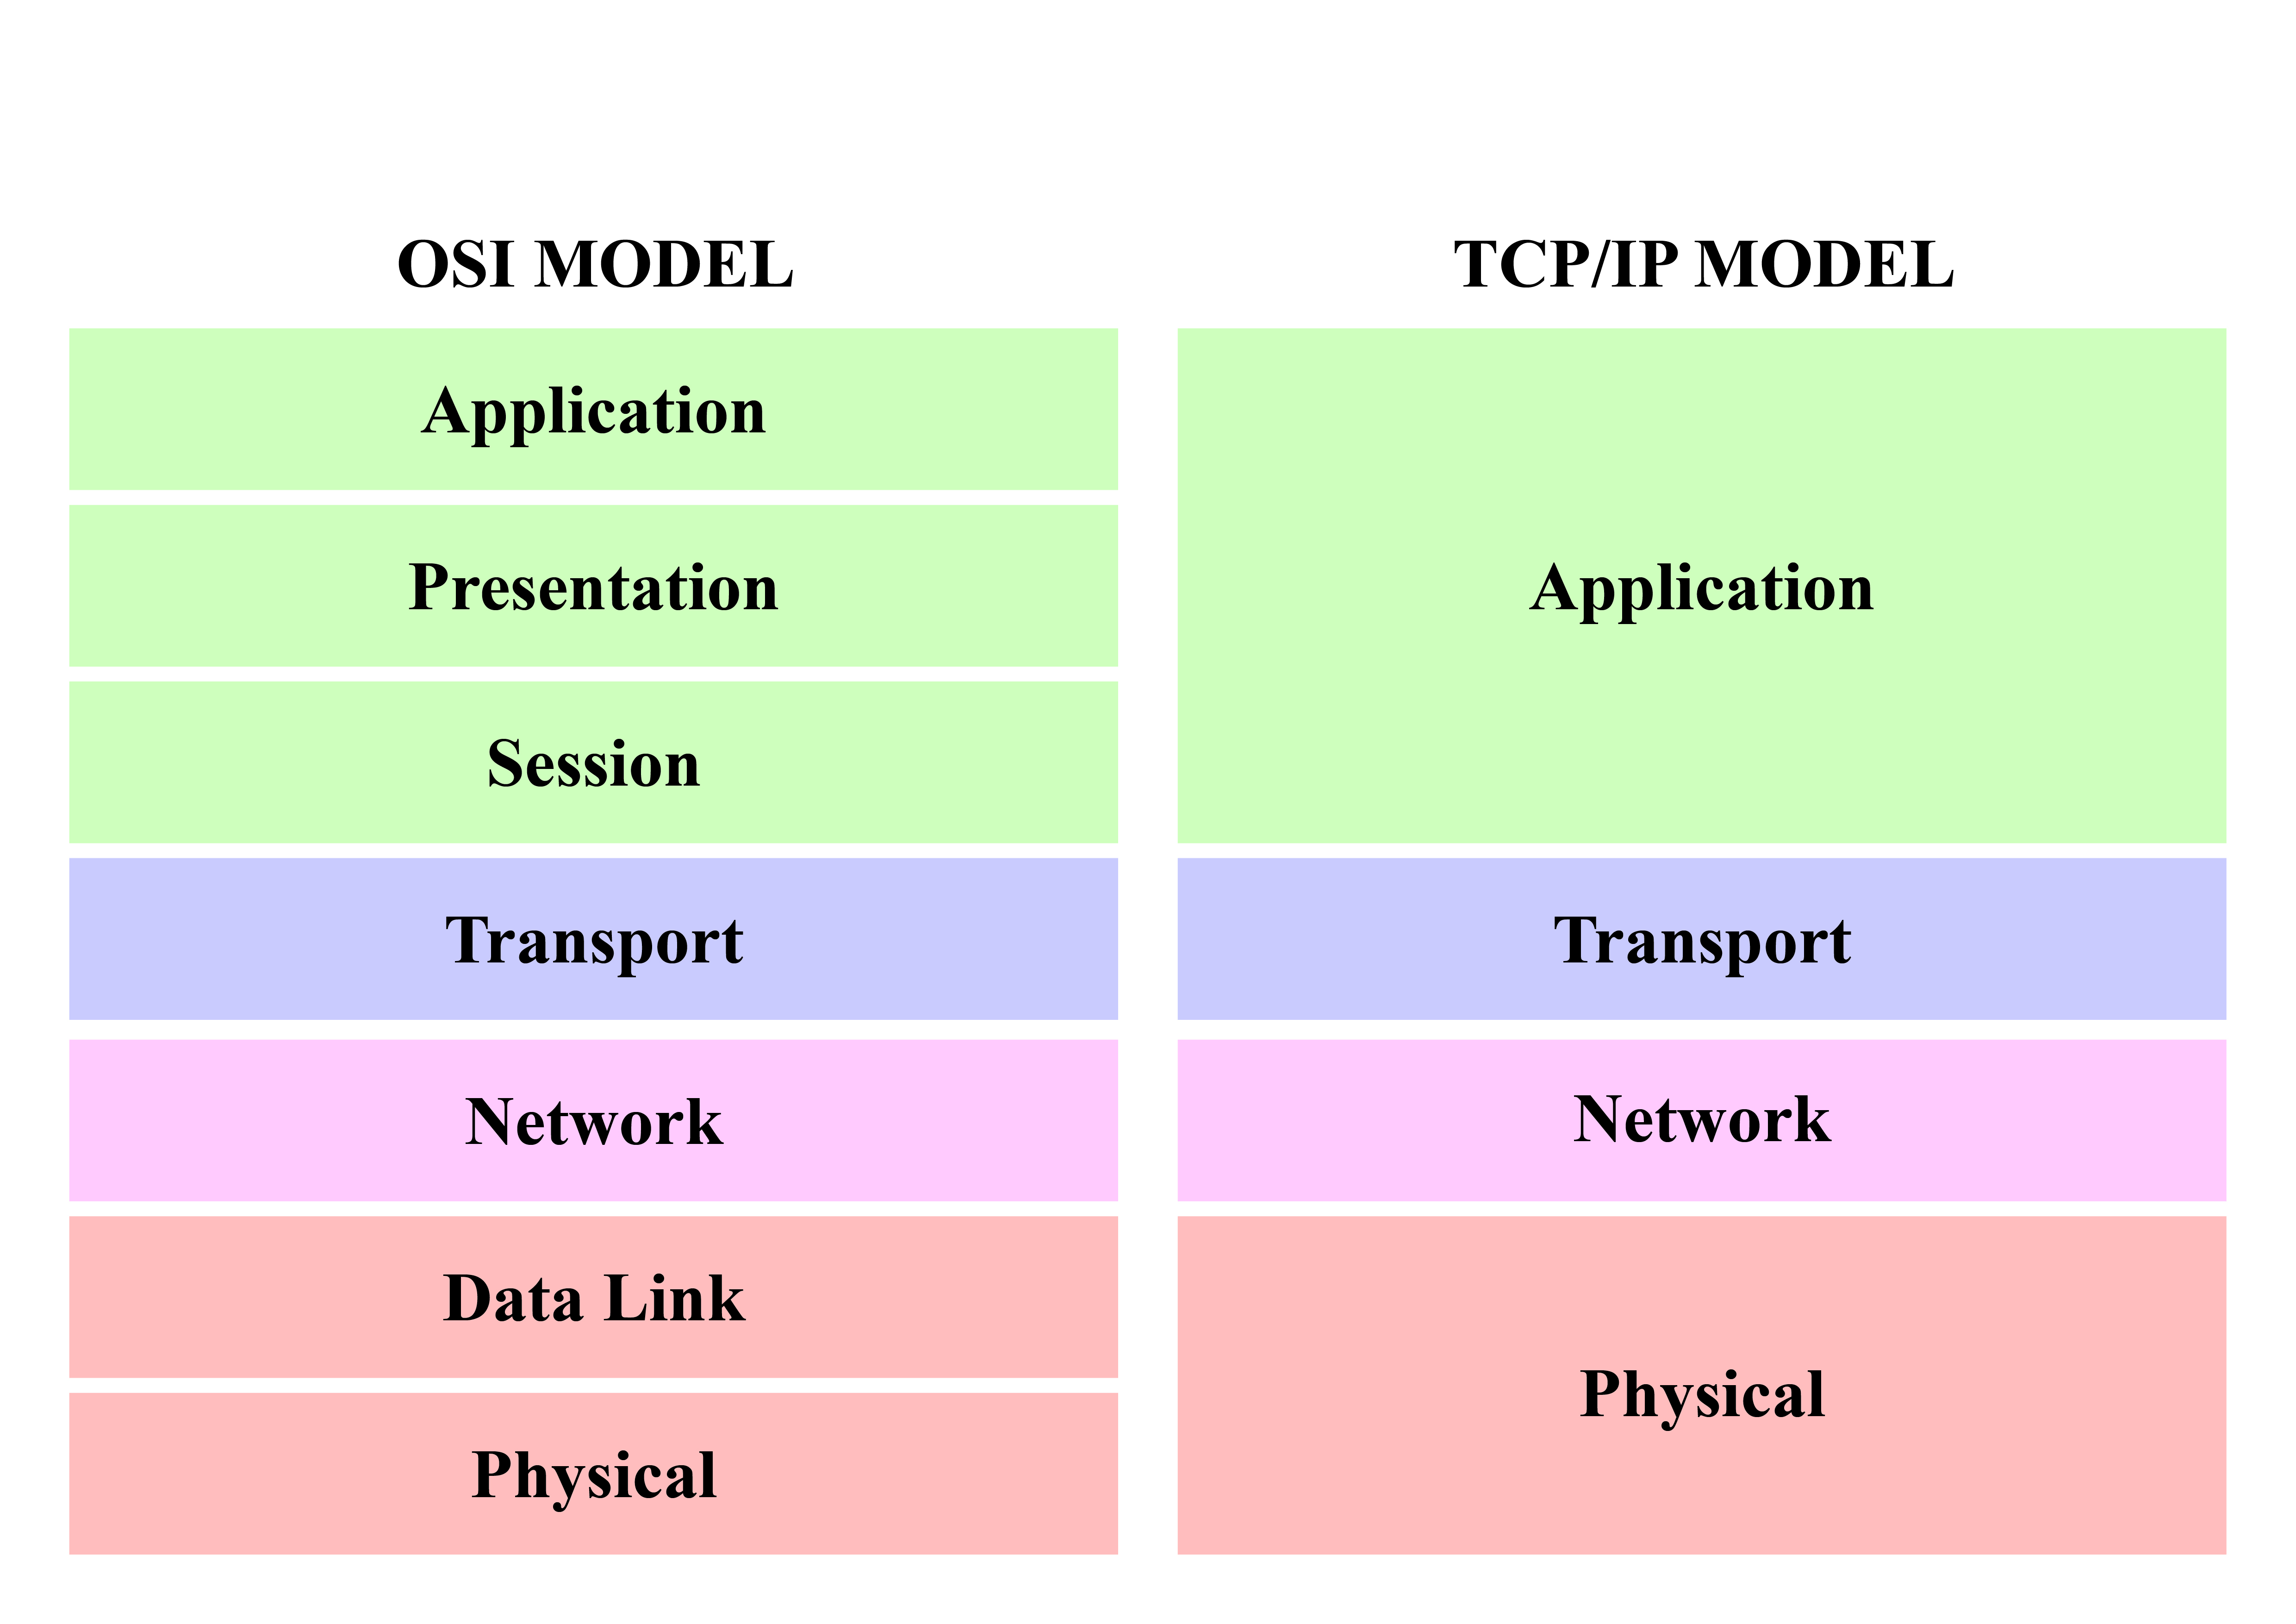 OSI MODEL
Application
Presentation
Session
Transport
Network
Data Link
Physical
TCP/IP MODEL
Application
Transport
Network
Physical